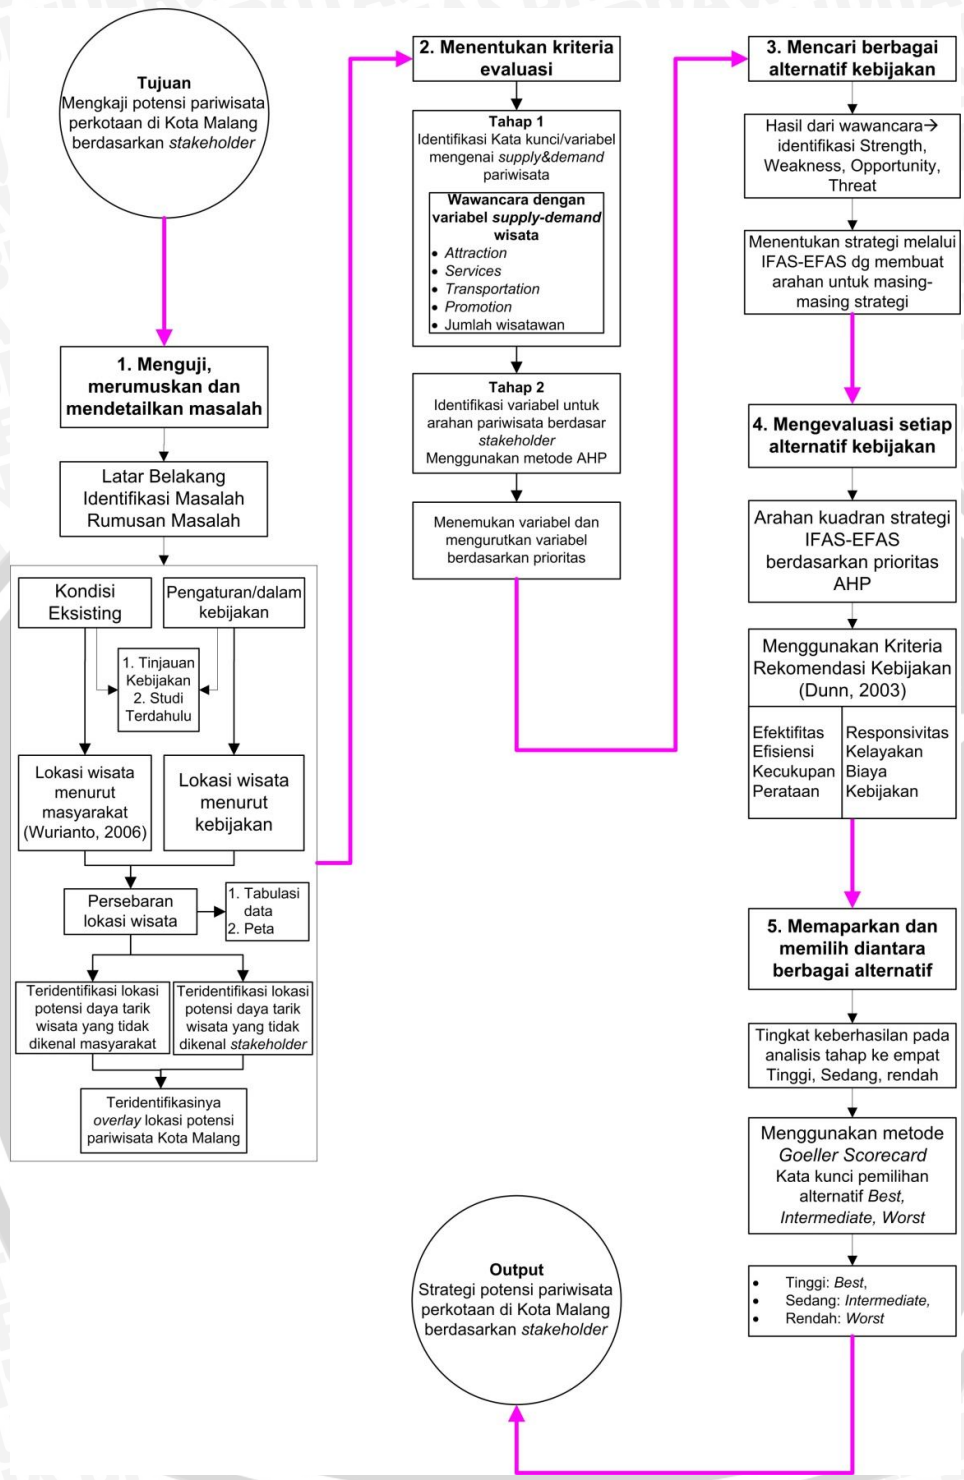 Tujuan
Mengkaji potensi pariwisata
perkotaan di Kota Malang
berdasarkan stakeholder
1. Menguji,
merumuskan dan
mendetailkan masalah
Latar Belakang
Identifikasi Masalah
Rumusan Masalah
Kondisi
Eksisting
Pengaturan/dalam
kebijakan
1. Tinjauan
Kebijakan
2. Studi
Terdahulu
Lokasi wisata
menurut
masyarakat
(Wurianto, 2006)
Lokasi wisata
menurut
kebijakan
Persebaran
lokasi wisata
1. Tabulasi
data
2. Peta
Teridentifikasi lokasi
potensi daya tarik
wisata yang tidak
dikenal masyarakat
Teridentifikasi lokasi
potensi daya tarik
wisata yang tidak
dikenal stakeholder
Teridentifikasinya
overlay lokasi potensi
pariwisata Kota Malang
2. Menentukan kriteria
evaluasi
Tahap 1
Identifikasi Kata kunci/variabel
mengenai supply&demand
pariwisata
Wawancara dengan
variabel supply-demand
wisata
• Attraction
• Services
• Transportation
• Promotion
• Jumlah wisatawan
Tahap 2
Identifikasi variabel untuk
arahan pariwisata berdasar
stakeholder
Menggunakan metode AHP
Menemukan variabel dan
mengurutkan variabel
berdasarkan prioritas
3. Mencari berbagai
alternatif kebijakan
Hasil dari wawancara→
identifikasi Strength,
Weakness, Opportunity,
Threat
Menentukan strategi melalui
IFAS-EFAS dg membuat
arahan untuk masing-
masing strategi
4. Mengevaluasi setiap
alternatif kebijakan
Arahan kuadran strategi
IFAS-EFAS
berdasarkan prioritas
AHP
Menggunakan Kriteria
Rekomendasi Kebijakan
(Dunn, 2003)
Efektifitas
Efisiensi
Kecukupan
Perataan
Responsivitas
Kelayakan
Biaya
Kebijakan
5. Memaparkan dan
memilih diantara
berbagai alternatif
Tingkat keberhasilan pada
analisis tahap ke empat
Tinggi, Sedang, rendah
Menggunakan metode
Goeller Scorecard
Kata kunci pemilihan
alternatif Best,
Intermediate, Worst
• Tinggi: Best,
• Sedang: Intermediate,
• Rendah: Worst
Output
Strategi potensi pariwisata
perkotaan di Kota Malang
berdasarkan stakeholder